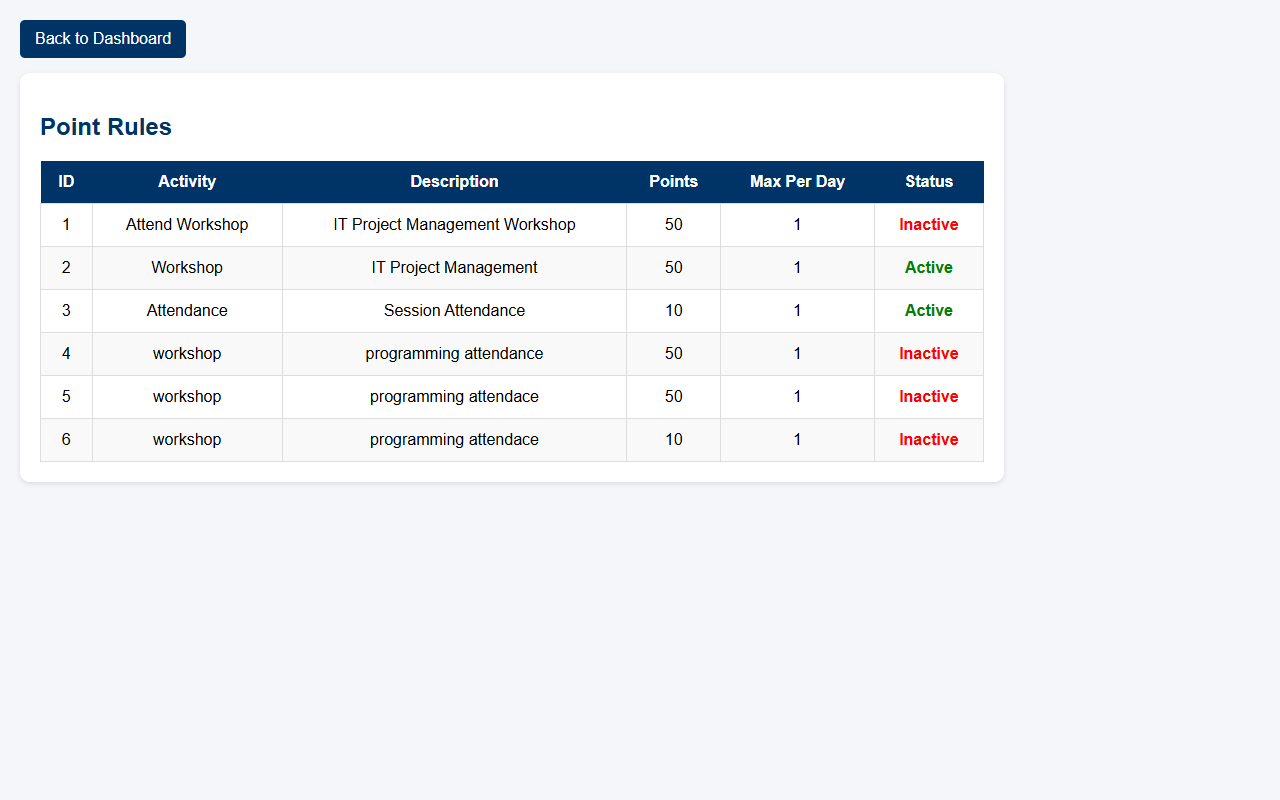 Back to Dashboard
Point Rules
ID Activity Description Points Max Per Day Status
1 Attend Workshop IT Project Management Workshop 50 1 Inactive
2 Workshop IT Project Management 50 1 Active
3 Attendance Session Attendance 10 1 Active
4 workshop programming attendance 50 1 Inactive
5 workshop programming attendace 50 1 Inactive
6 workshop programming attendace 10 1 Inactive